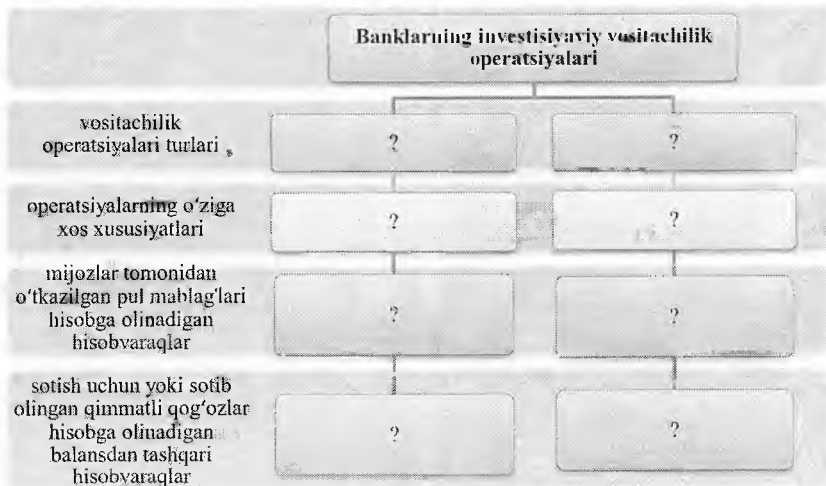 Banklarning investisiyaviy vositachilik
operatsiyalari
vositachilik
operatsiyalari turlari
?
?
operatsiyalarning o‘ziga
xos xususiyatlari
?
?
mijozlar tomonidan
o‘tkazilgan pul mablag‘lari
hisobga olinadigan
hisobvaraqlar
?
?
sotish uchun yoki sotib
olingan qimmatli qog‘ozlar
hisobga olinadigan
balansdan tashqari
hisobvaraqlar
?
?